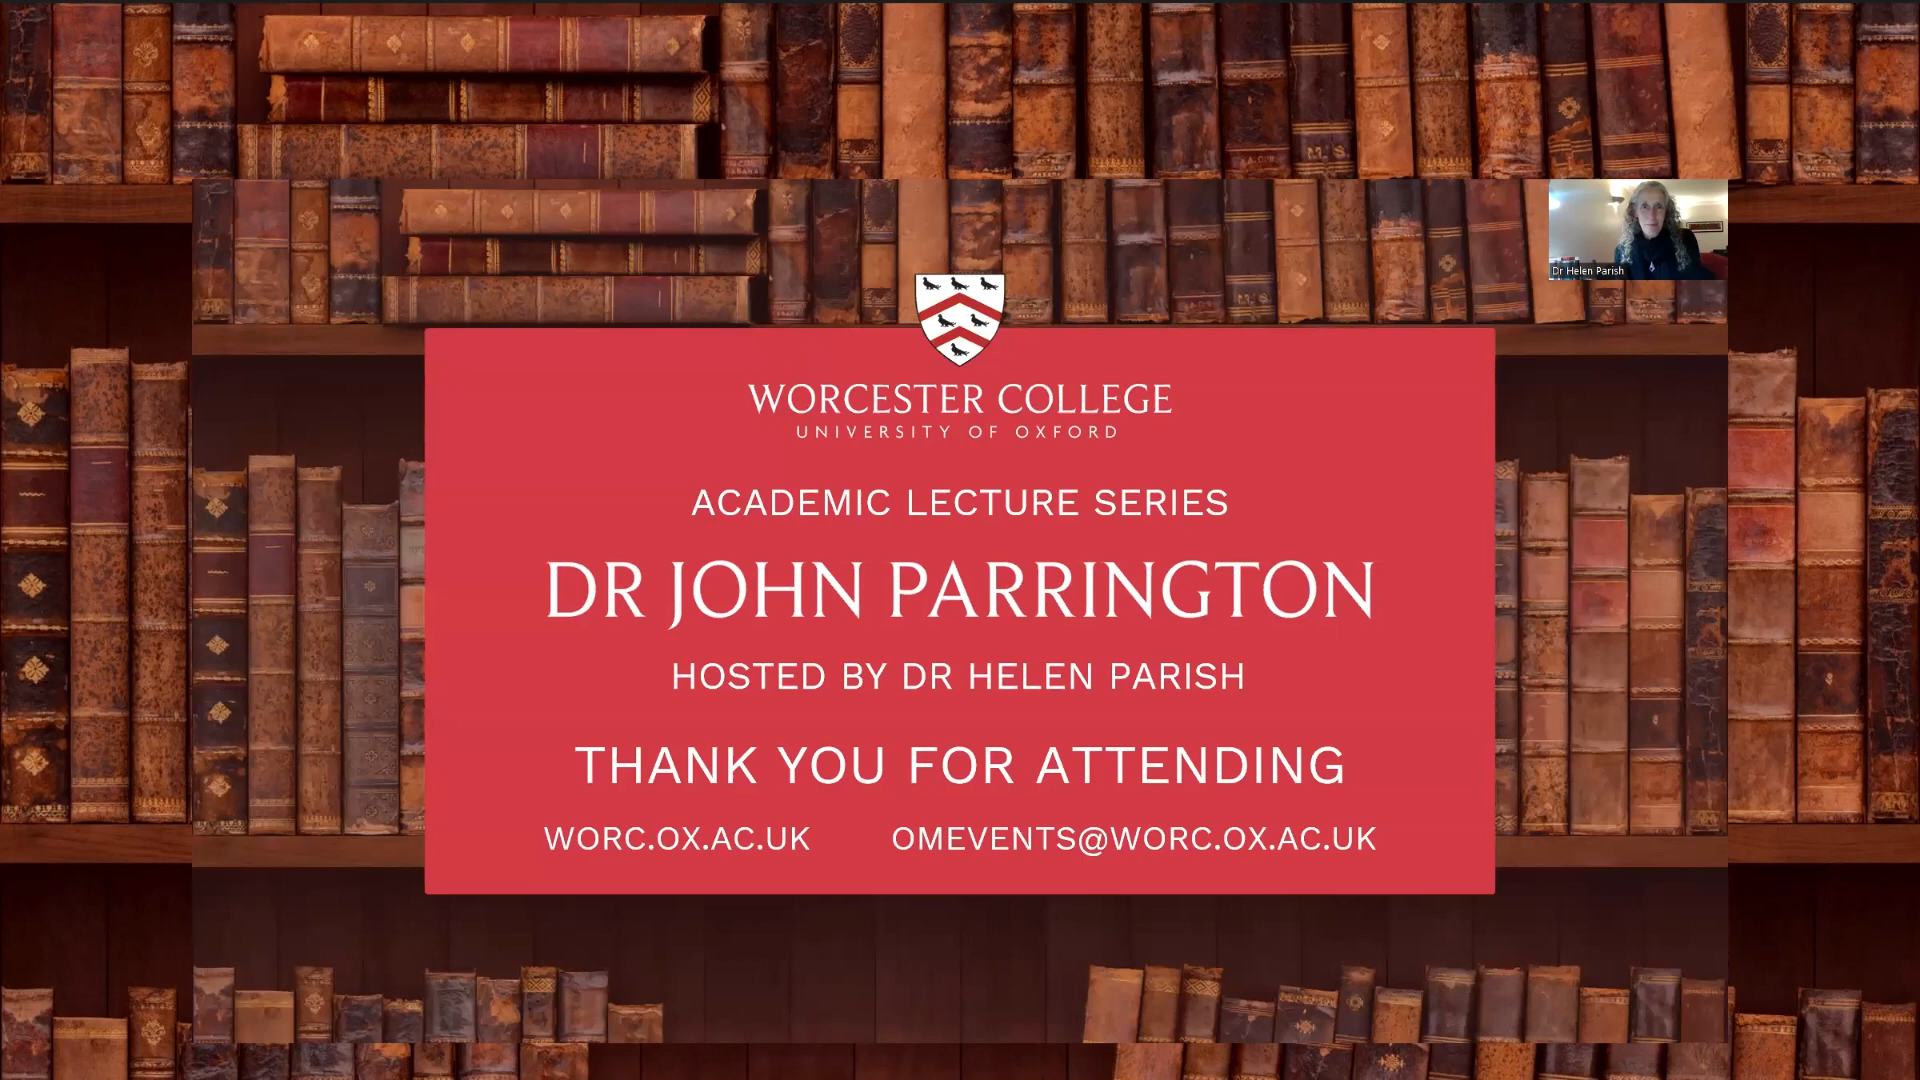 M.S
Dr Helen Parish
WORCESTER COLLEGE
UNIVERSITY OF OXFORD
ACADEMIC LECTURE SERIES
DR JOHN PARRINGTON
HOSTED BY DR HELEN PARISH
THANK YOU FOR ATTENDING
WORC.OX.AC.UK
OMEVENTS@WORC.OX.AC.UK